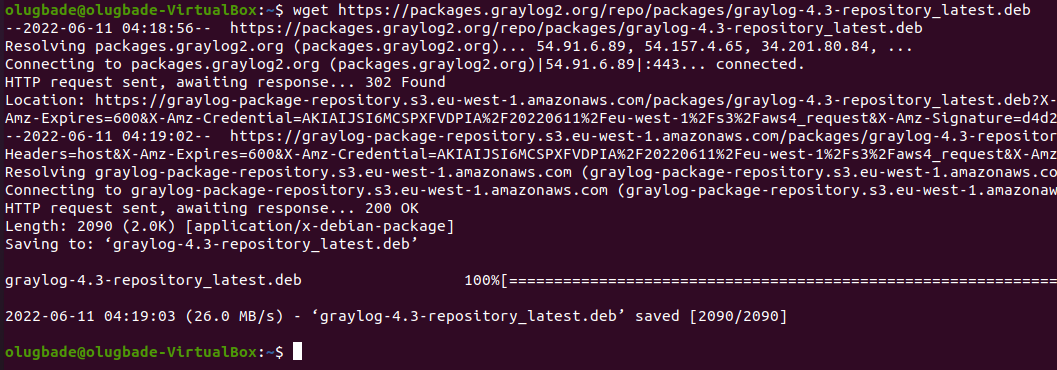 olugbade@olugbade-VirtualBox:~$ wget https://packages.graylog2.org/repo/packages/graylog-4.3-repository_latest.deb
--2022-06-11 04:18:56--  https://packages.graylog2.org/repo/packages/graylog-4.3-repository_latest.deb
Resolving packages.graylog2.org (packages.graylog2.org)... 54.91.6.89, 54.157.4.65, 34.201.80.84, ...
Connecting to packages.graylog2.org (packages.graylog2.org)|54.91.6.89|:443... connected.
HTTP request sent, awaiting response... 302 Found
Location: https://graylog-package-repository.s3.eu-west-1.amazonaws.com/packages/graylog-4.3-repository_latest.deb?X-
Amz-Expires=600&X-Amz-Credential=AKIAIJSI6MCSPXFVDPIA%2F20220611%2Feu-west-1%2Fs3%2Faws4_request&X-Amz-Signature=d4d2
--2022-06-11 04:19:02--  https://graylog-package-repository.s3.eu-west-1.amazonaws.com/packages/graylog-4.3-repositor
Headers=host&X-Amz-Expires=600&X-Amz-Credential=AKIAIJSI6MCSPXFVDPIA%2F20220611%2Feu-west-1%2Fs3%2Faws4_request&X-Amz
Resolving graylog-package-repository.s3.eu-west-1.amazonaws.com (graylog-package-repository.s3.eu-west-1.amazonaws.co
Connecting to graylog-package-repository.s3.eu-west-1.amazonaws.com (graylog-package-repository.s3.eu-west-1.amazonaw
HTTP request sent, awaiting response... 200 OK
Length: 2090 (2.0K) [application/x-debian-package]
Saving to: ‘graylog-4.3-repository_latest.deb’
graylog-4.3-repository_latest.deb 100%[=============================================================
2022-06-11 04:19:03 (26.0 MB/s) - ‘graylog-4.3-repository_latest.deb’ saved [2090/2090]
olugbade@olugbade-VirtualBox:~$